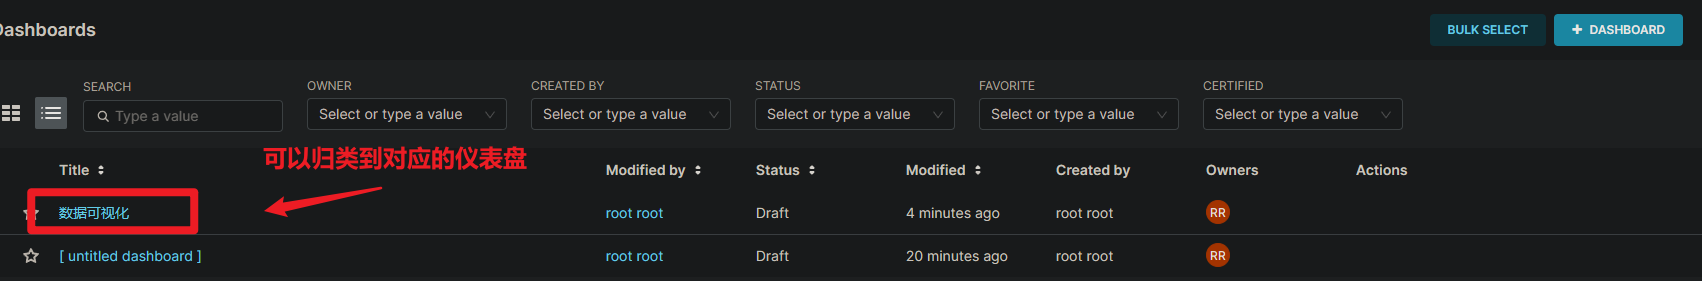 Dashboards
BULK SELECT
+ DASHBOARD
SEARCH
OWNER
CREATED BY
STATUS
FAVORITE
CERTIFIED
Type a value
Select or type a value
Select or type a value
Select or type a value
Select or type a value
Select or type a value
可以归类到对应的仪表盘
Title
Modified by
Status
Modified
Created by
Owners
Actions
数据可视化
root root
Draft
4 minutes ago
root root
RR
[ untitled dashboard ]
root root
Draft
20 minutes ago
root root
RR